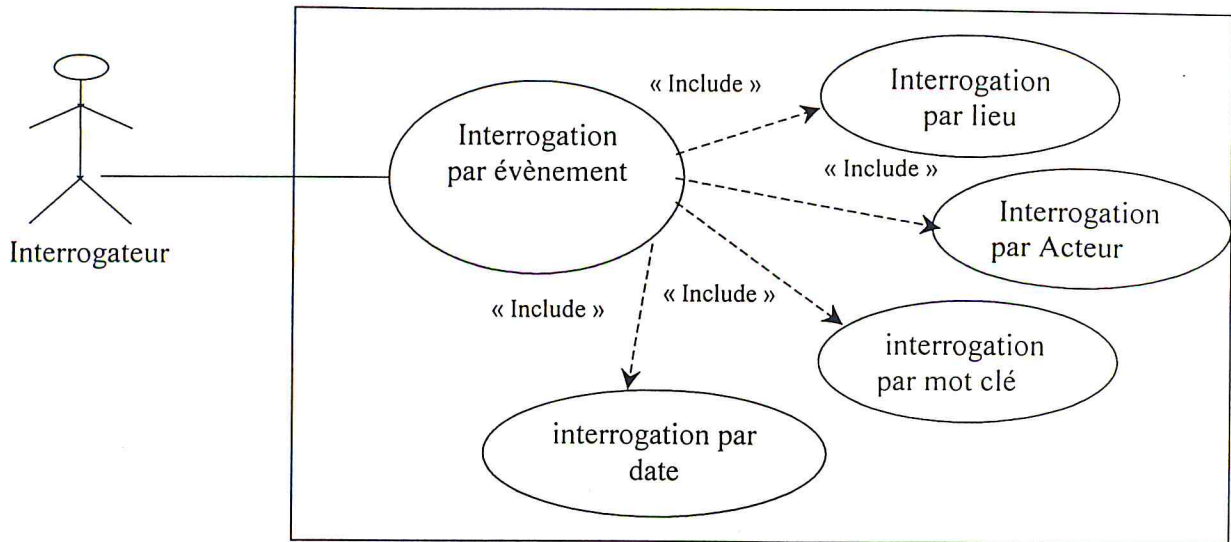 « Include »
Interrogation
par lieu
Interrogation
par évènement
« Include »
Interrogation
par Acteur
Interrogateur
« Include »
« Include »
interrogation
par mot clé
interrogation par
date